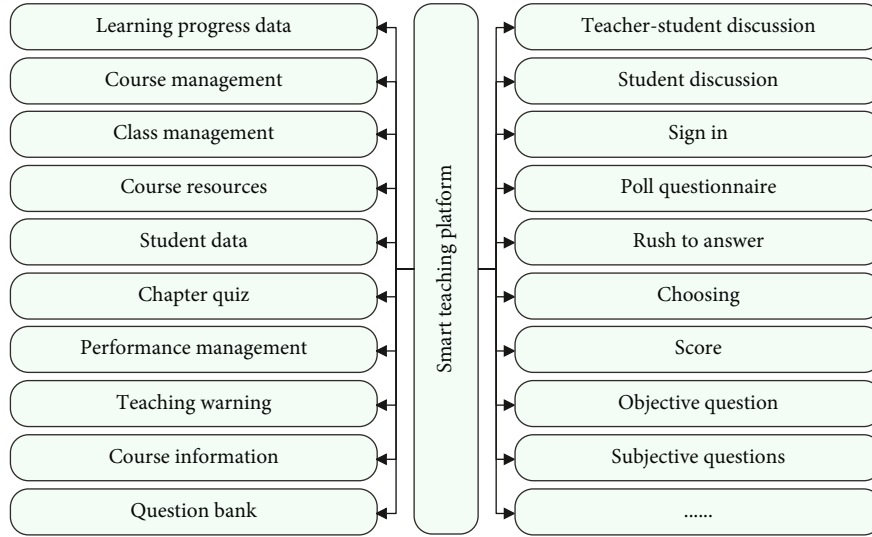 Learning progress data
Course management
Class management
Course resources
Student data
Chapter quiz
Performance management
Teaching warning
Course information
Question bank
Smart teaching platform
Teacher-student discussion
Student discussion
Sign in
Poll questionnaire
Rush to answer
Choosing
Score
Objective question
Subjective questions
......